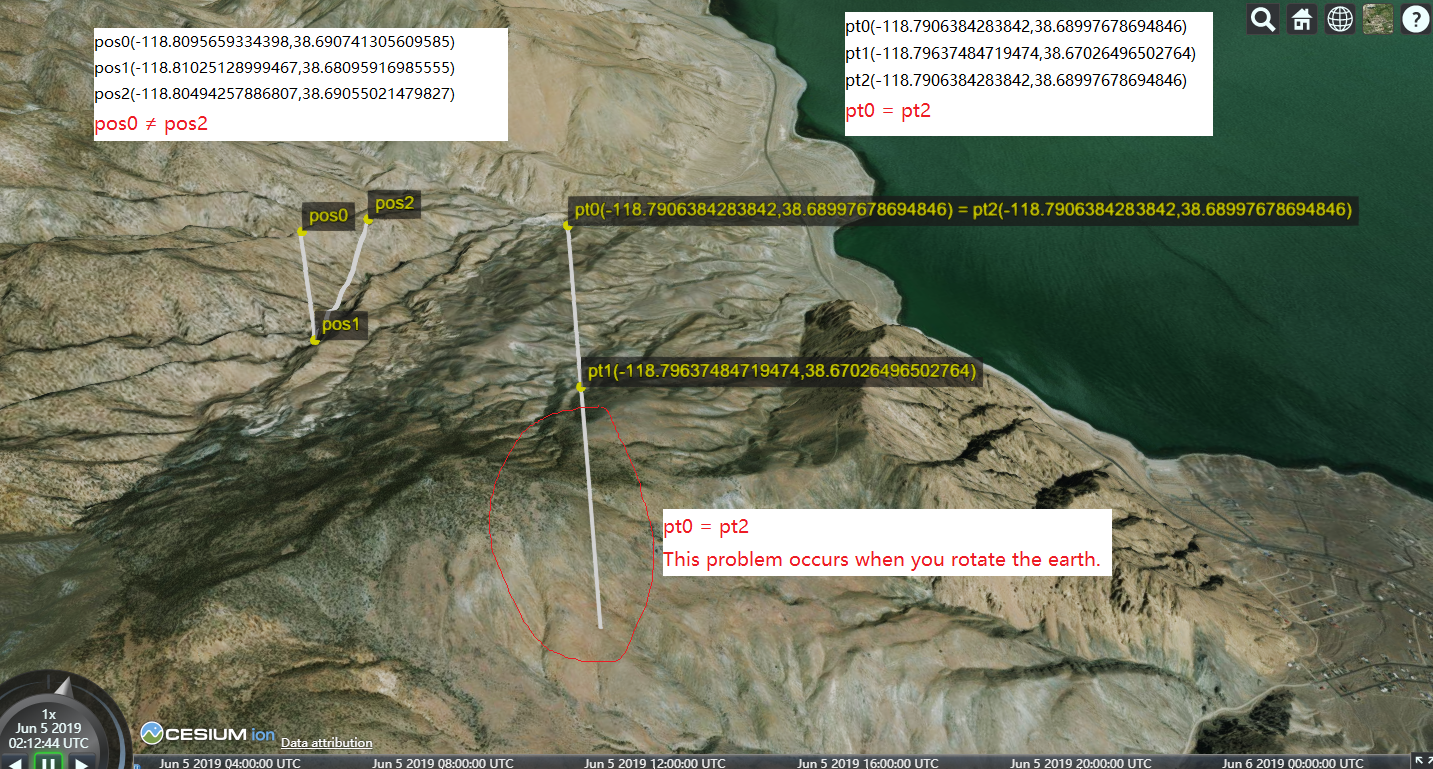 pos0(-118.8095659334398,38.690741305609585)
pos1(-118.81025128999467,38.68095916985555)
pos2(-118.80494257886807,38.69055021479827)
pos0 ≠ pos2
pt0(-118.7906384283842,38.68997678694846)
pt1(-118.79637484719474,38.67026496502764)
pt2(-118.7906384283842,38.68997678694846)
pt0 = pt2
?
pos0
pos2
pt0(-118.7906384283842,38.68997678694846) = pt2(-118.7906384283842,38.68997678694846)
pos1
pt1(-118.79637484719474,38.67026496502764)
pt0 = pt2
This problem occurs when you rotate the earth.
1x
Jun 5 2019
02:12:44 UTC
CESIUM ion
Data attribution
Jun 5 2019 04:00:00 UTC
Jun 5 2019 08:00:00 UTC
Jun 5 2019 12:00:00 UTC
Jun 5 2019 16:00:00 UTC
Jun 5 2019 20:00:00 UTC
Jun 6 2019 00:00:00 UTC